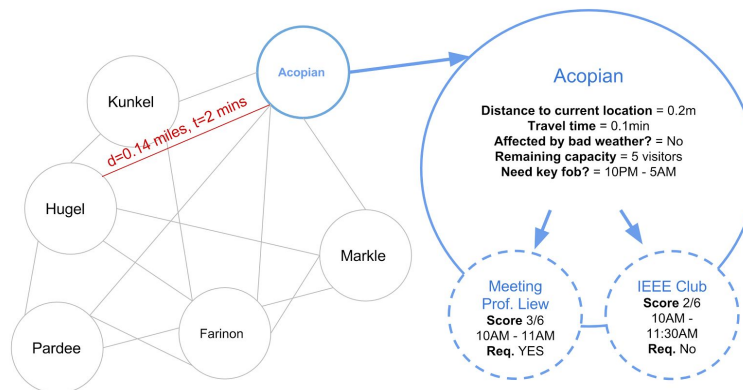 Kunkel
Acopian
d=0.14 miles, t=2 mins
Hugel
Markle
Farinon
Pardee
Acopian
Distance to current location = 0.2m
Travel time = 0.1min
Affected by bad weather? = No
Remaining capacity = 5 visitors
Need key fob? = 10PM - 5AM
Meeting
Prof. Liew
Score 3/6
10AM - 11AM
Req. YES
IEEE Club
Score 2/6
10AM -
11:30AM
Req. No